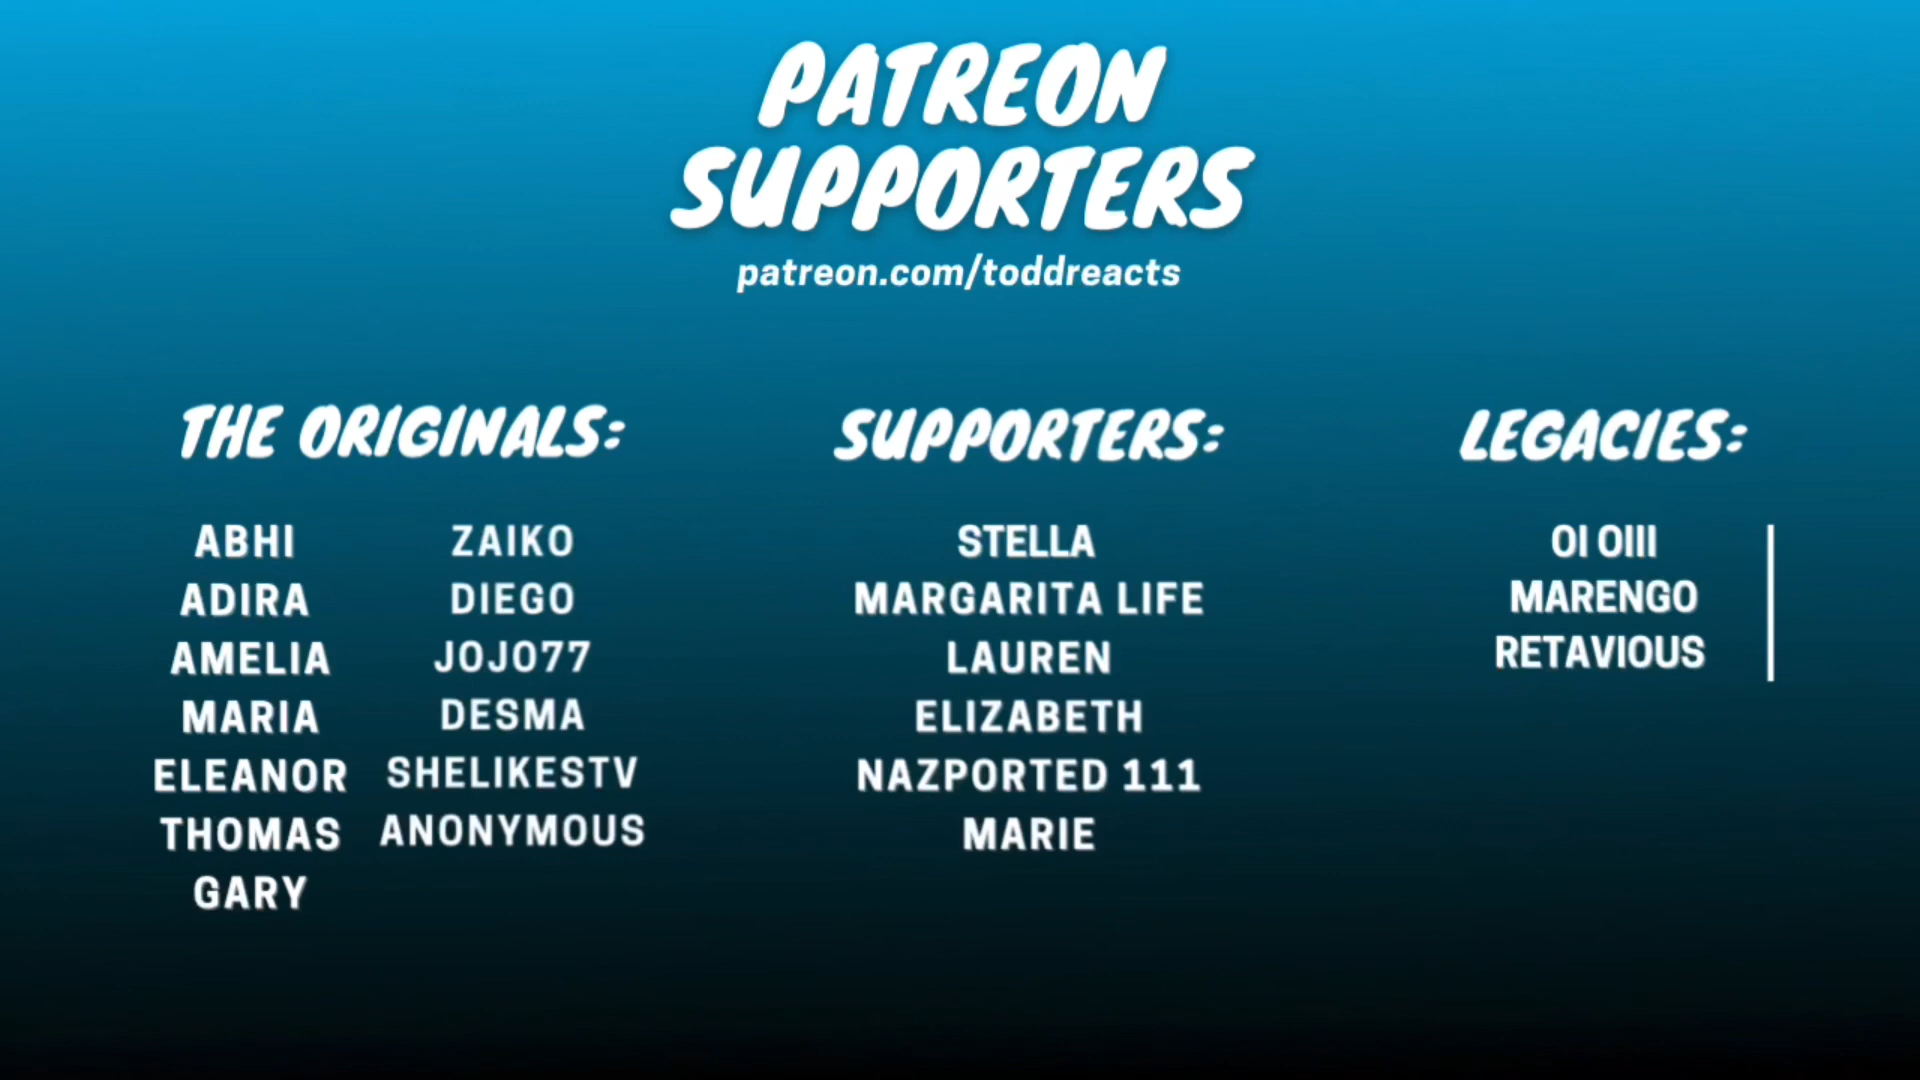 PATREON
SUPPORTERS
patreon.com/toddreacts
THE ORIGINALS:
ABHI
ADIRA
AMELIA
MARIA
ELEANOR
THOMAS
GARY
ZAIKO
DIEGO
JOJO77
DESMA
SHELIKESTV
ANONYMOUS
SUPPORTERS:
STELLA
MARGARITA LIFE
LAUREN
ELIZABETH
NAZPORTED 111
MARIE
LEGACIES:
OI OIII
MARENGO
RETAVIOUS